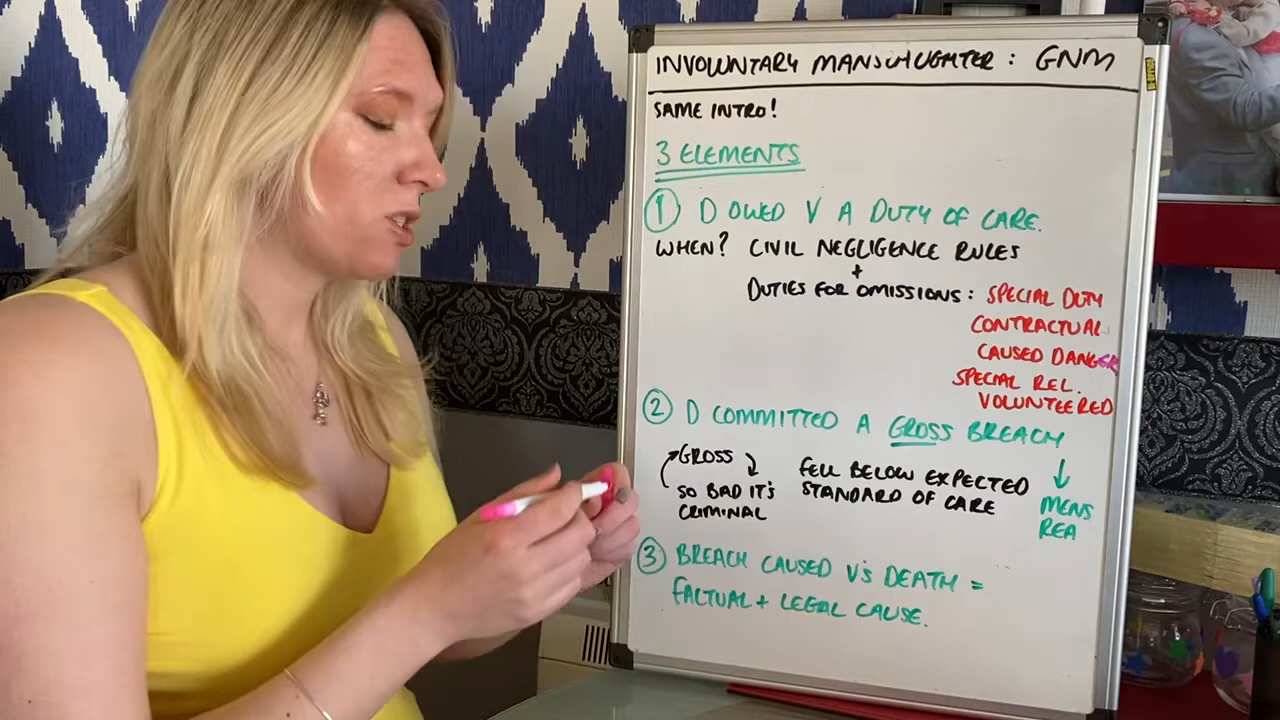 INVOLUNTARY MANSLAUGHTER: GNM
SAME INTRO!
3 ELEMENTS
① D OWED V A DUTY OF CARE.
WHEN? CIVIL NEGLIGENCE RULES
+
DUTIES FOR OMISSIONS: SPECIAL DUTY
CONTRACTUAL
CAUSED DANGER
SPECIAL REL.
VOLUNTEERED
② D COMMITTED A GROSS BREACH
GROSS
SO BAD IT'S
CRIMINAL
FELL BELOW EXPECTED
STANDARD OF CARE
↓
MENS
REA
③ BREACH CAUSED V'S DEATH =
FACTUAL + LEGAL CAUSE.